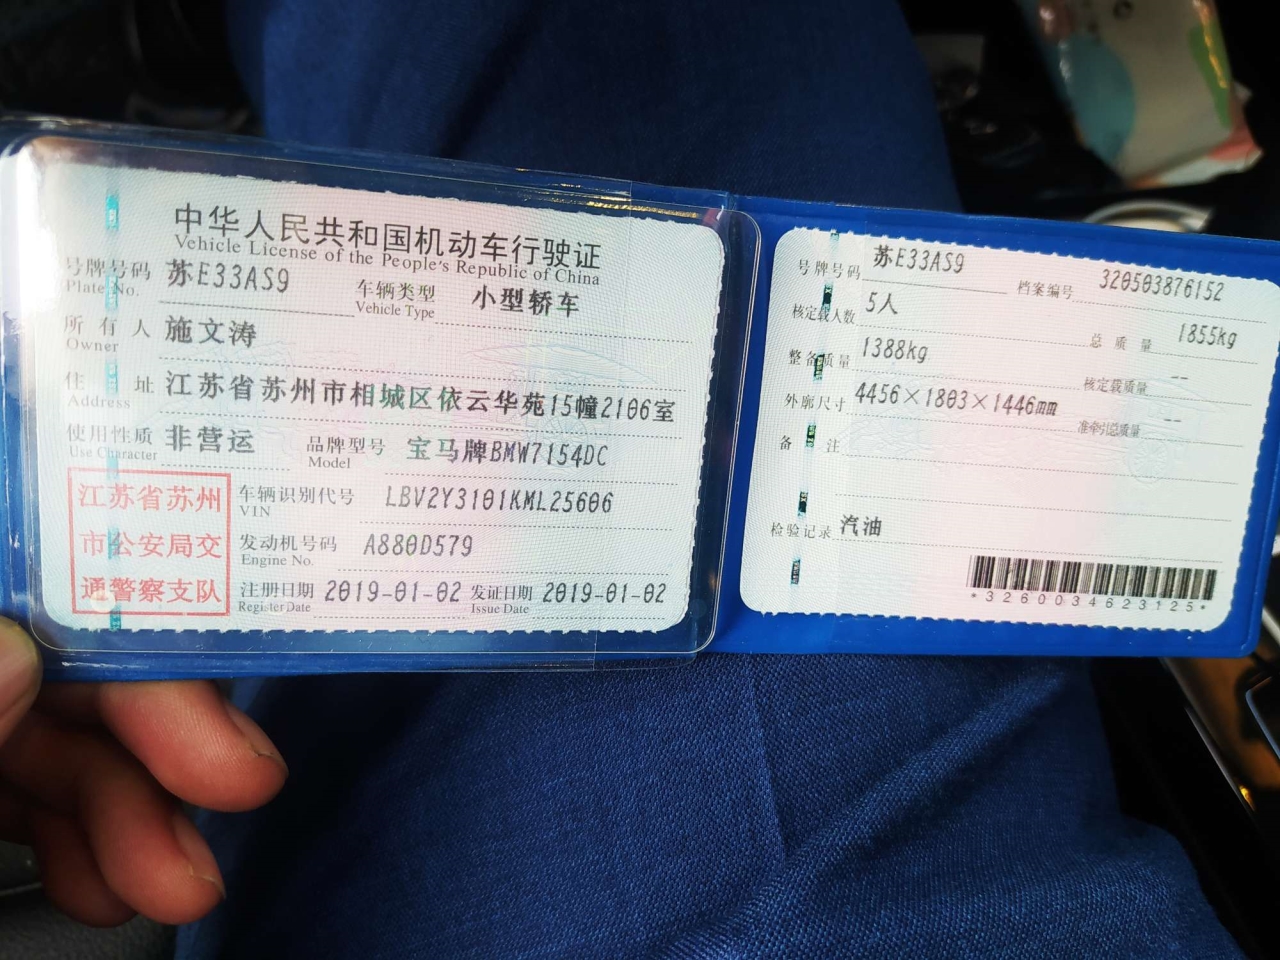 中华人民共和国机动车行驶证
Vehicle License of the People's Republic of China
号牌号码 苏E33AS9 车辆类型 小型轿车
Plate No. Vehicle Type
所有人 施文涛
Owner
住址 江苏省苏州市相城区依云华苑15幢2106室
Address
使用性质 非营运 品牌型号 宝马牌BMW7154DC
Use Character Model
江苏省苏州
市公安局交
通警察支队
车辆识别代号 LBV2Y3101KML25606
VIN
发动机号码 A880D579
Engine No.
注册日期 2019-01-02 发证日期 2019-01-02
Register Date Issue Date
号牌号码 苏E33AS9 档案编号 320503876152
核定载人数 5人 总质量 1855kg
整备质量 1388kg 核定载质量 --
外廓尺寸 4456×1803×1446mm 准牵引总质量 --
备注
检验记录 汽油
*3260034623125*